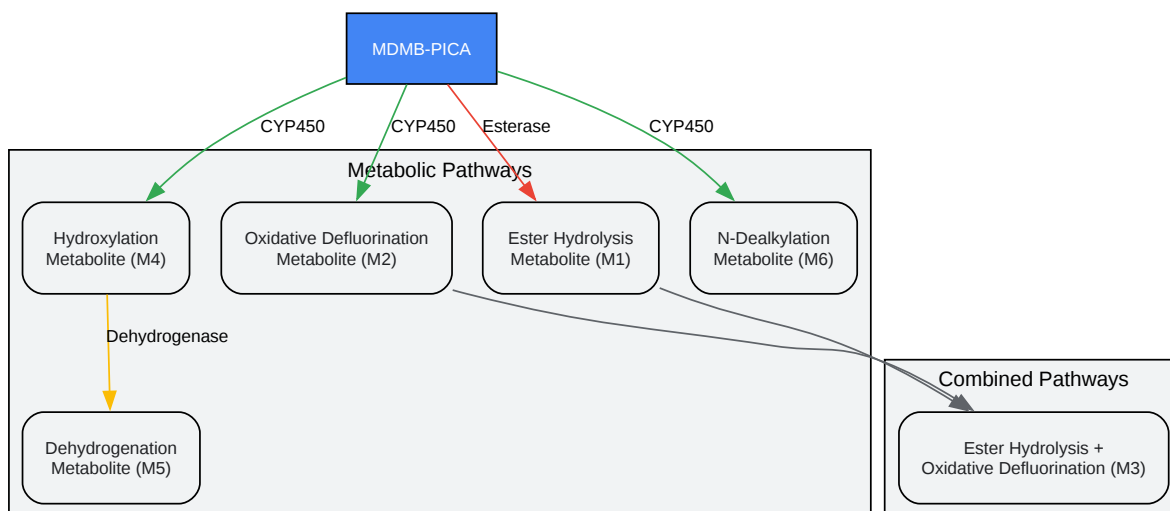 MDMB-PICA
CYP450
CYP450
Esterase
CYP450
Metabolic Pathways
Hydroxylation
Metabolite (M4)
Oxidative Defluorination
Metabolite (M2)
Ester Hydrolysis
Metabolite (M1)
N-Dealkylation
Metabolite (M6)
Dehydrogenase
Combined Pathways
Dehydrogenation
Metabolite (M5)
Ester Hydrolysis +
Oxidative Defluorination (M3)